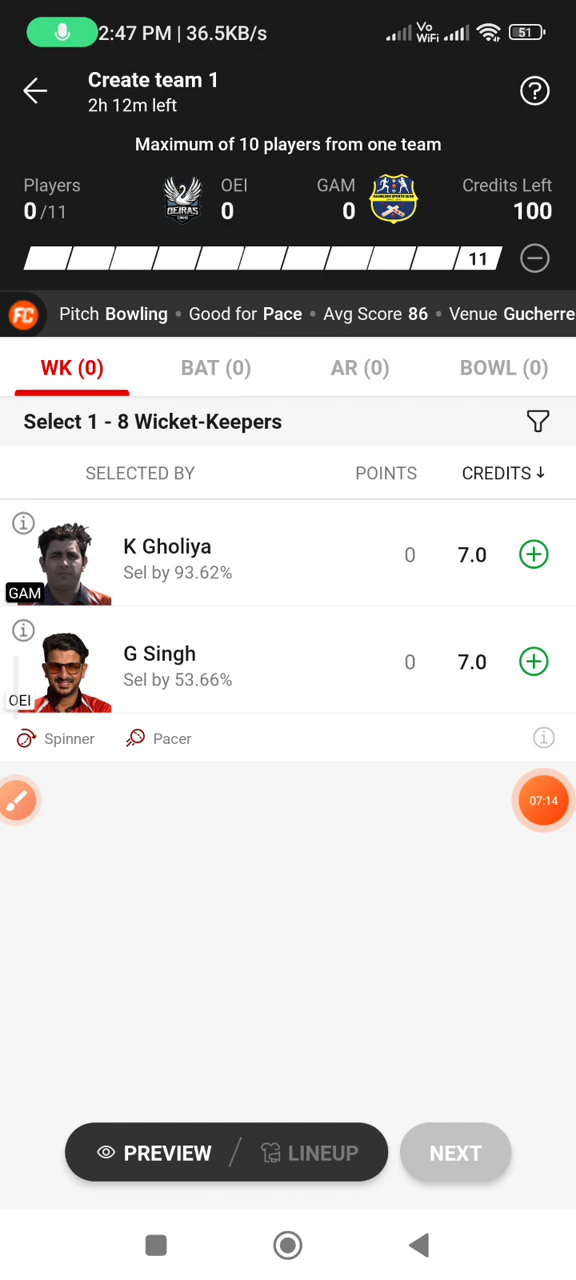 2:47 PM | 36.5KB/s
Vo WiFi
51
Create team 1
2h 12m left
Maximum of 10 players from one team
Players
0/11
OEIRAS
OEI
0
GAM
0
Credits Left
100
11
FC
Pitch Bowling • Good for Pace • Avg Score 86 • Venue Gucherre
WK (0)
BAT (0)
AR (0)
BOWL (0)
Select 1 - 8 Wicket-Keepers
SELECTED BY
POINTS
CREDITS↓
K Gholiya
Sel by 93.62%
GAM
0
7.0
G Singh
Sel by 53.66%
OEI
0
7.0
Spinner
Pacer
07:14
PREVIEW / LINEUP
NEXT